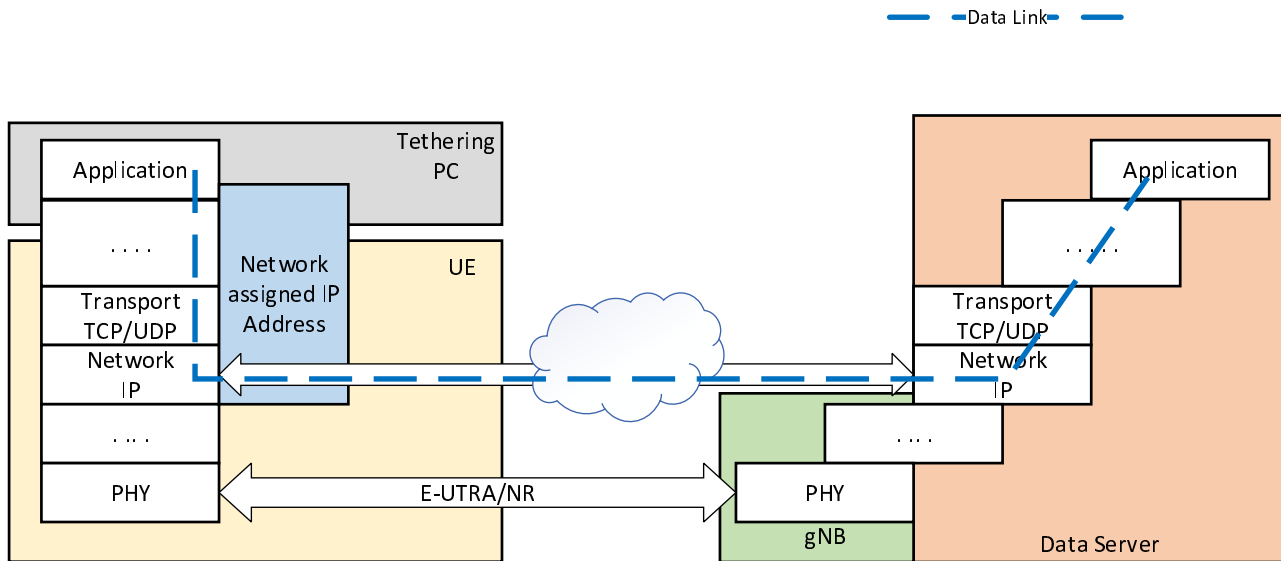 Data Link
Tethering
PC
Application
. . . .
UE
Network
assigned IP
Address
Transport
TCP/UDP
Network
IP
. ... .
PHY
E-UTRA/NR
Application
. ... .
Transport
TCP/UDP
Network
IP
. ... .
PHY
gNB
Data Server